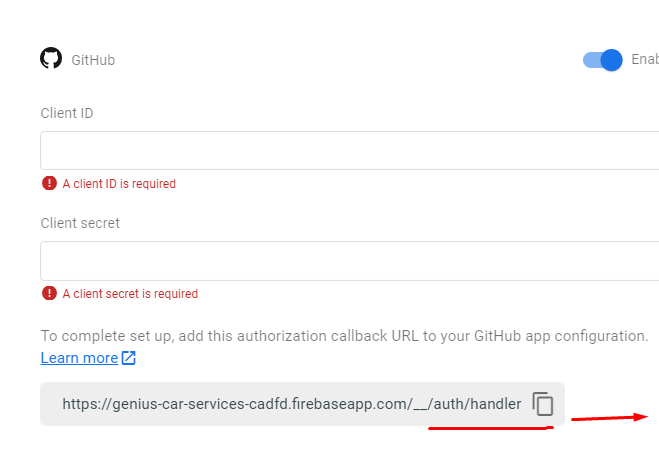 GitHub
Enab
Client ID
A client ID is required
Client secret
A client secret is required
To complete set up, add this authorization callback URL to your GitHub app configuration.
Learn more
https://genius-car-services-cadfd.firebaseapp.com/__/auth/handler